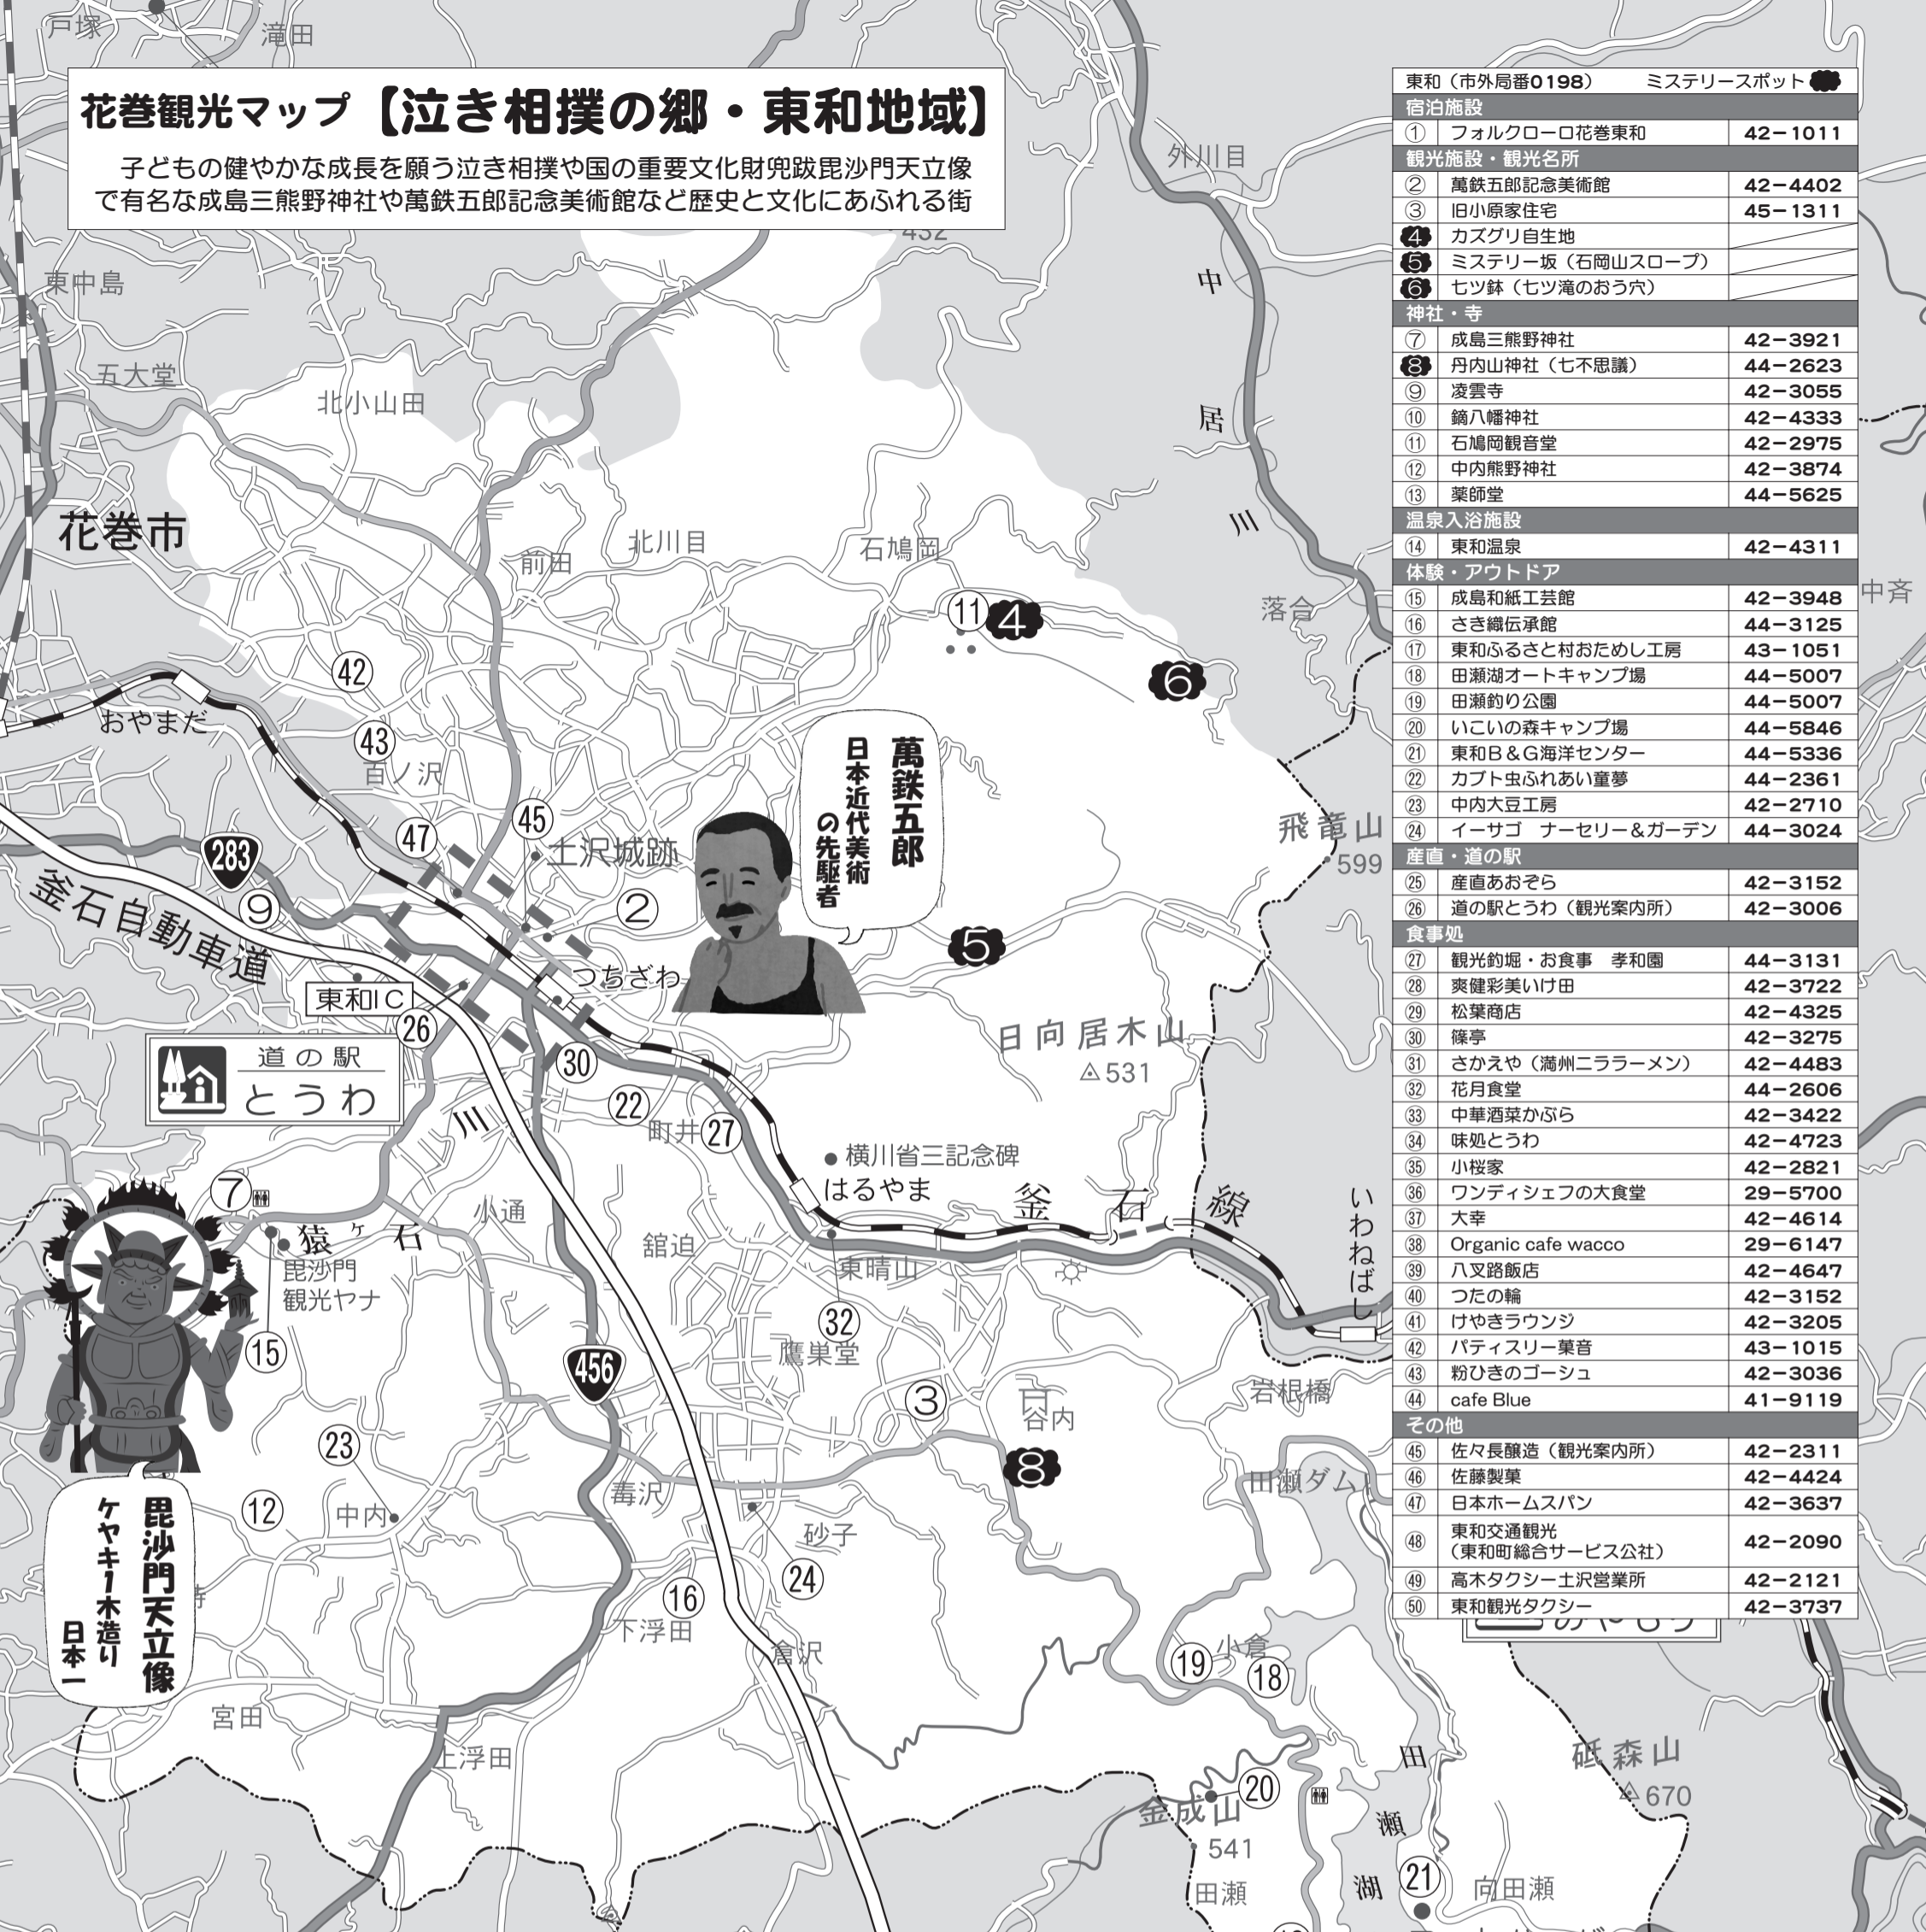 戸塚
滝田
花巻観光マップ【泣き相撲の郷・東和地域】
子どもの健やかな成長を願う泣き相撲や国の重要文化財兜跋毘沙門天立像
で有名な成島三熊野神社や萬鉄五郎記念美術館など歴史と文化にあふれる街
432
外川目
中居川
東中島
五大堂
北小山田
花巻市
前田
北川目
石鳩岡
落合
中斉
⑪
4
6
㊷
おやまだ
㊸
百ノ沢
㊺
㊼
土沢城跡
283
⑨
②
釜石自動車道
萬鉄五郎
日本近代美術
の先駆者
5
飛竜山
599
つちざわ
東和IC
㉖
道の駅
とうわ
㉚
日向居木山
531
㉒
町井
㉗
横川省三記念碑
はるやま
釜石線
いわねばし
⑦
猿ヶ石
川
毘沙門
観光ヤナ
⑮
小通
舘迫
東晴山
㉜
456
鷹巣堂
③
谷内
岩根橋
8
田瀬ダム
㉓
⑫
中内
毒沢
砂子
㉔
⑯
下浮田
倉沢
毘沙門天立像
ケヤキ1木造り
日本一
宮田
上浮田
⑲
小倉
⑱
⑳
金成山
541
田瀬
田瀬湖
㉑
向田瀬
砥森山
670
東和(市外局番0198) ミステリースポット
宿泊施設
① フォルクローロ花巻東和 42-1011
観光施設・観光名所
② 萬鉄五郎記念美術館 42-4402
③ 旧小原家住宅 45-1311
4 カズグリ自生地
5 ミステリー坂(石岡山スロープ)
6 七ツ鉢(七ツ滝のおう穴)
神社・寺
⑦ 成島三熊野神社 42-3921
8 丹内山神社(七不思議) 44-2623
⑨ 凌雲寺 42-3055
⑩ 鏑八幡神社 42-4333
⑪ 石鳩岡観音堂 42-2975
⑫ 中内熊野神社 42-3874
⑬ 薬師堂 44-5625
温泉入浴施設
⑭ 東和温泉 42-4311
体験・アウトドア
⑮ 成島和紙工芸館 42-3948
⑯ さき織伝承館 44-3125
⑰ 東和ふるさと村おためし工房 43-1051
⑱ 田瀬湖オートキャンプ場 44-5007
⑲ 田瀬釣り公園 44-5007
⑳ いこいの森キャンプ場 44-5846
㉑ 東和B&G海洋センター 44-5336
㉒ カブト虫ふれあい童夢 44-2361
㉓ 中内大豆工房 42-2710
㉔ イーサゴ ナーセリー&ガーデン 44-3024
産直・道の駅
㉕ 産直あおぞら 42-3152
㉖ 道の駅とうわ(観光案内所) 42-3006
食事処
㉗ 観光釣堀・お食事 孝和園 44-3131
㉘ 爽健彩美いけ田 42-3722
㉙ 松葉商店 42-4325
㉚ 篠亭 42-3275
㉛ さかえや(満州ニララーメン) 42-4483
㉜ 花月食堂 44-2606
㉝ 中華酒菜かぶら 42-3422
㉞ 味処とうわ 42-4723
㉟ 小桜家 42-2821
㊱ ワンディシェフの大食堂 29-5700
㊲ 大幸 42-4614
㊳ Organic cafe wacco 29-6147
㊴ 八叉路飯店 42-4647
㊵ つたの輪 42-3152
㊶ けやきラウンジ 42-3205
㊷ パティスリー菓音 43-1015
㊸ 粉ひきのゴーシュ 42-3036
㊹ cafe Blue 41-9119
その他
㊺ 佐々長醸造(観光案内所) 42-2311
㊻ 佐藤製菓 42-4424
㊼ 日本ホームスパン 42-3637
㊽ 東和交通観光 42-2090
(東和町総合サービス公社)
㊾ 高木タクシー土沢営業所 42-2121
㊿ 東和観光タクシー 42-3737